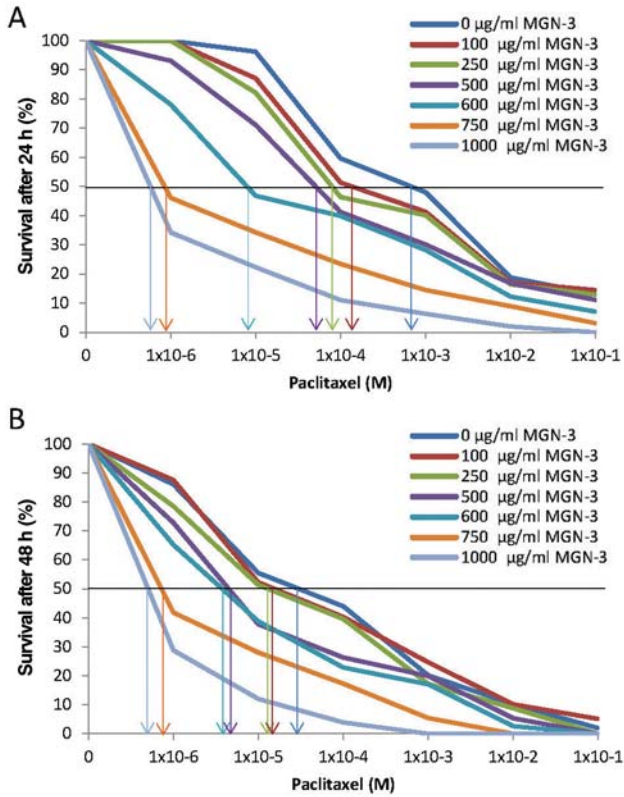 A
Survival after 24 h (%)
100
90
80
70
60
50
40
30
20
10
0
0 µg/ml MGN-3
100 µg/ml MGN-3
250 µg/ml MGN-3
500 µg/ml MGN-3
600 µg/ml MGN-3
750 µg/ml MGN-3
1000 µg/ml MGN-3
0 1x10-6 1x10-5 1x10-4 1x10-3 1x10-2 1x10-1
Paclitaxel (M)
B
Survival after 48 h (%)
100
90
80
70
60
50
40
30
20
10
0
0 µg/ml MGN-3
100 µg/ml MGN-3
250 µg/ml MGN-3
500 µg/ml MGN-3
600 µg/ml MGN-3
750 µg/ml MGN-3
1000 µg/ml MGN-3
0 1x10-6 1x10-5 1x10-4 1x10-3 1x10-2 1x10-1
Paclitaxel (M)